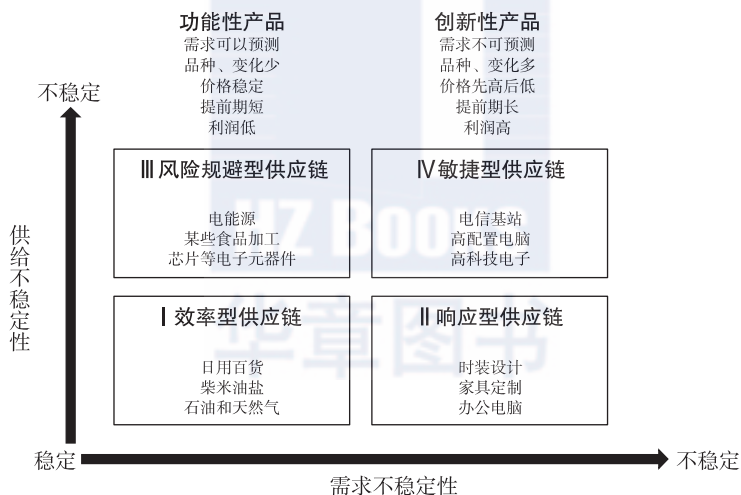 功能性产品
需求可以预测
品种、变化少
价格稳定
提前期短
利润低
创新性产品
需求不可预测
品种、变化多
价格先高后低
提前期长
利润高
不稳定
供给不稳定性
Ⅲ风险规避型供应链
电能源
某些食品加工
芯片等电子元器件
Ⅳ敏捷型供应链
电信基站
高配置电脑
高科技电子
Ⅰ效率型供应链
日用百货
柴米油盐
石油和天然气
Ⅱ响应型供应链
时装设计
家具定制
办公电脑
稳定
不稳定
需求不稳定性
HZ Books
华章图书